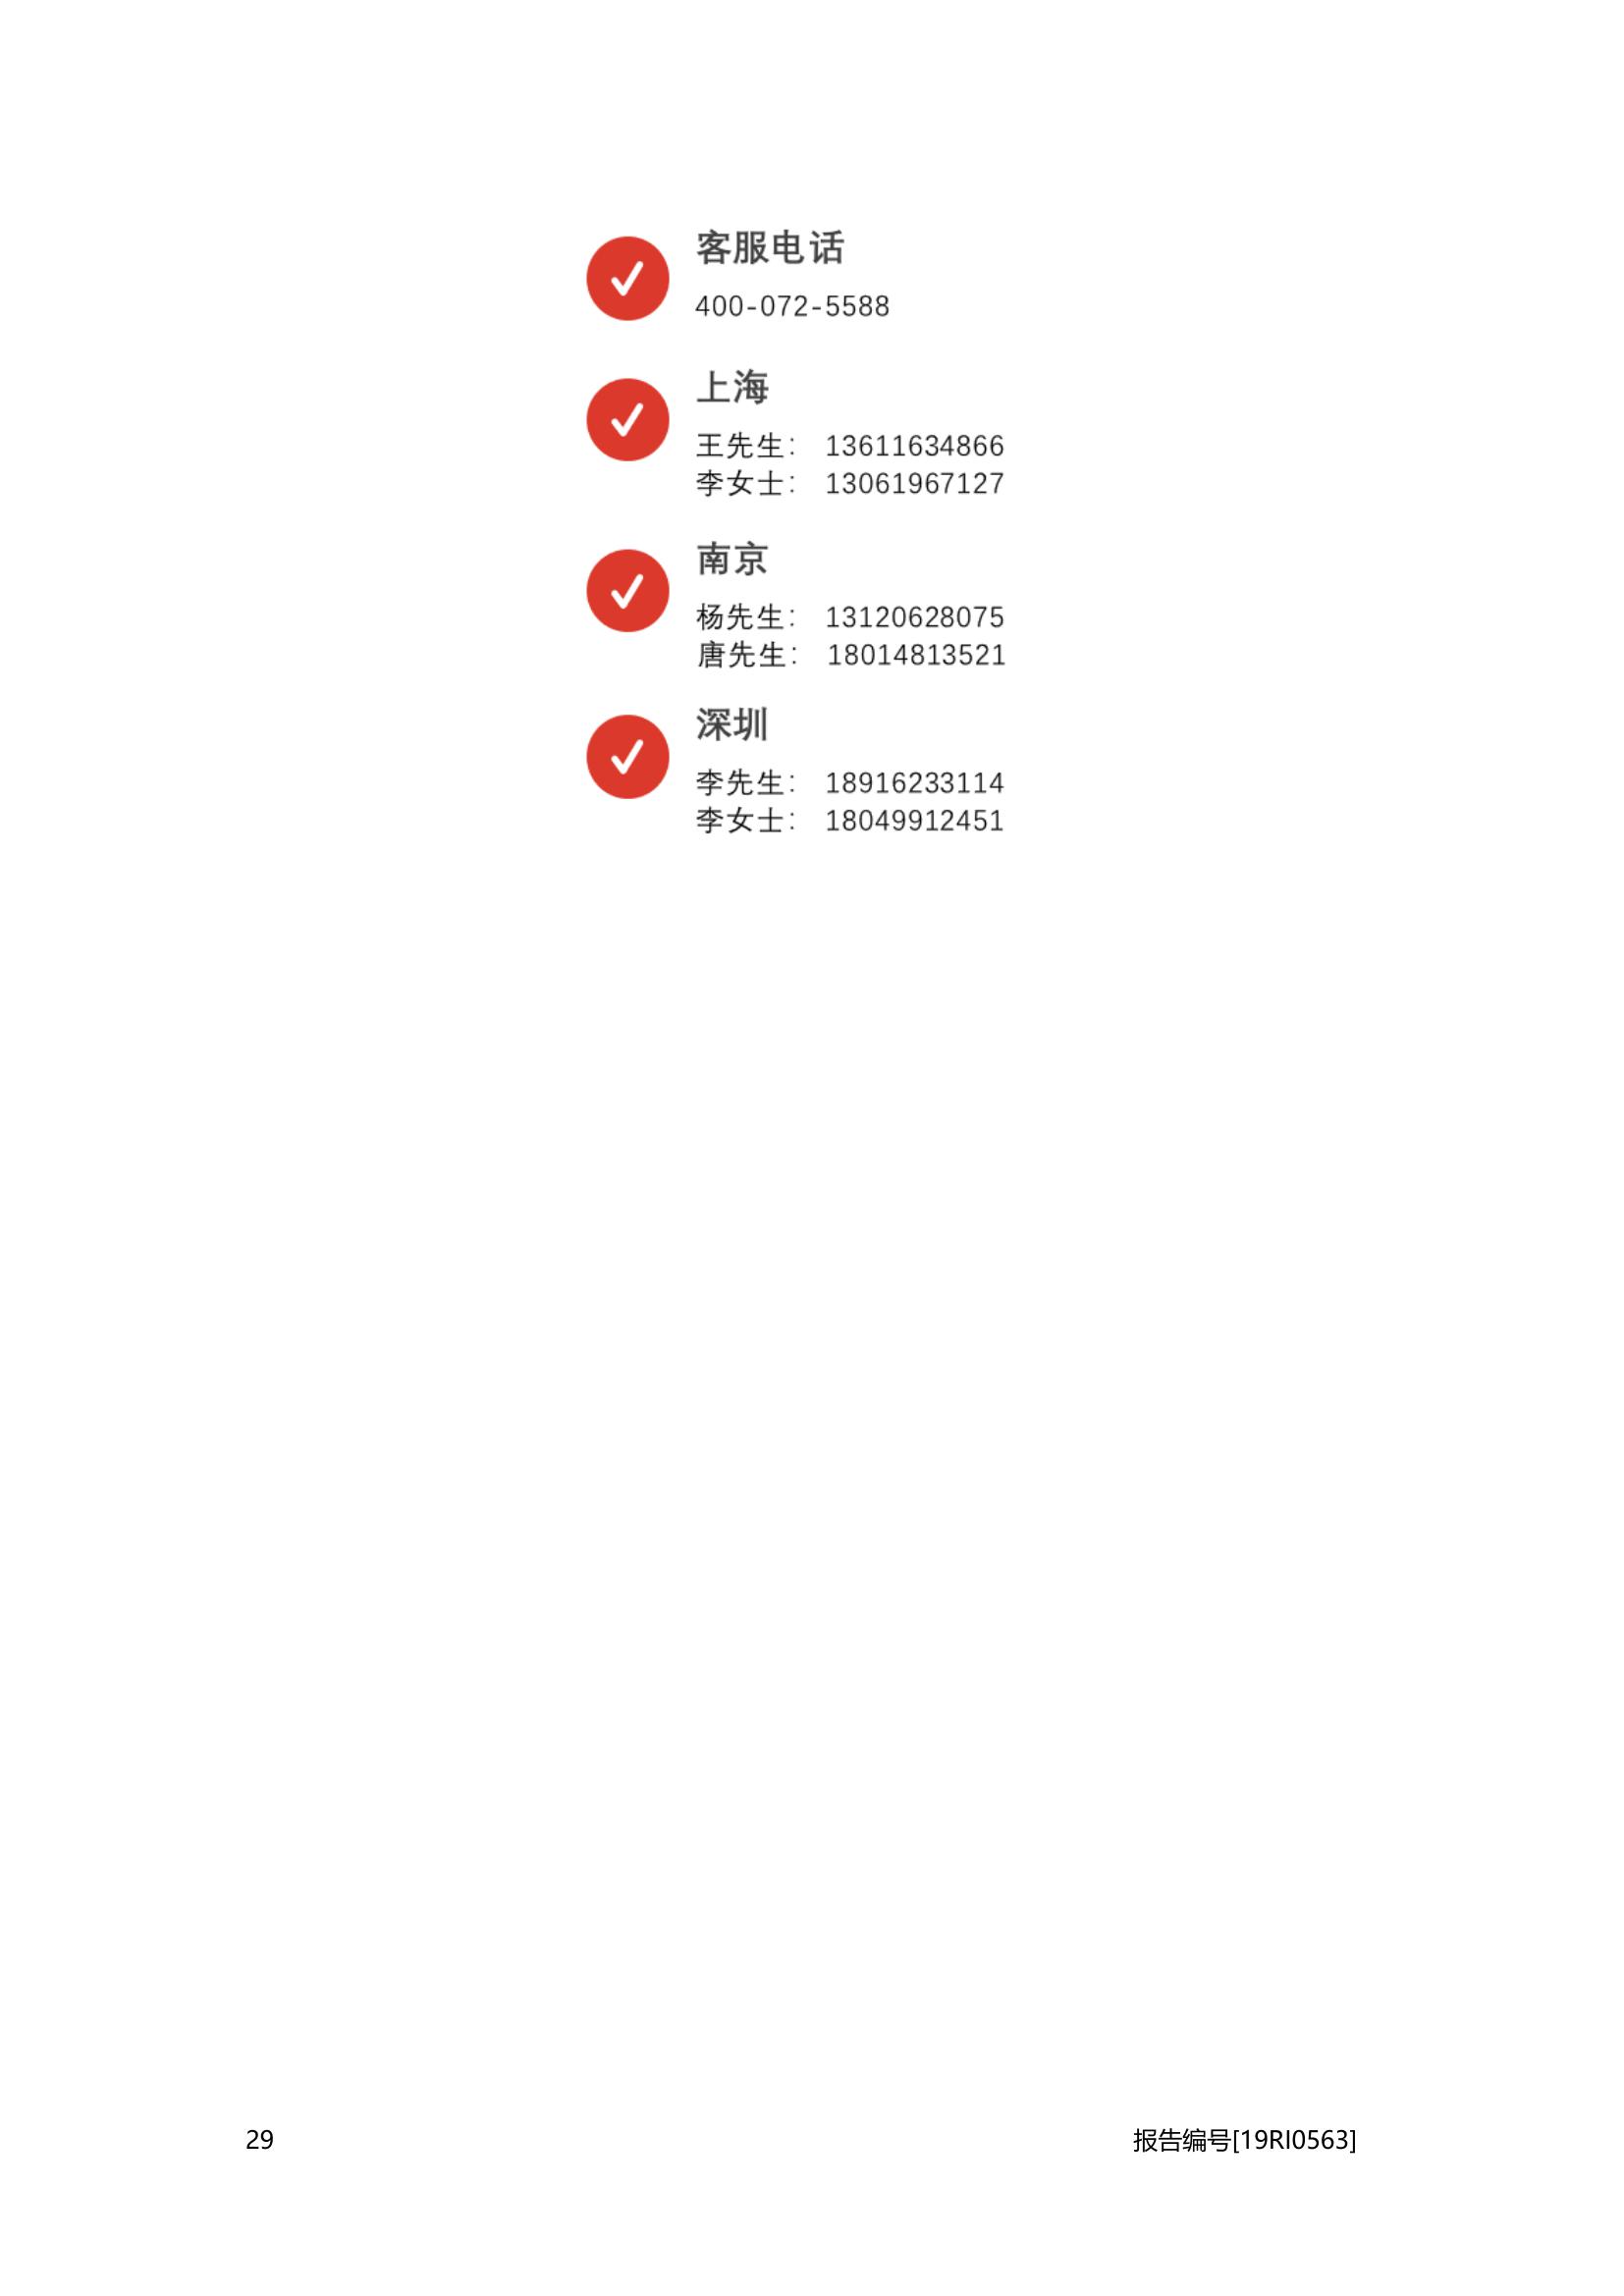 客服电话
400-072-5588
上海
王先生： 13611634866
李女士： 13061967127
南京
杨先生： 13120628075
唐先生： 18014813521
深圳
李先生： 18916233114
李女士： 18049912451
29 报告编号[19RI0563]